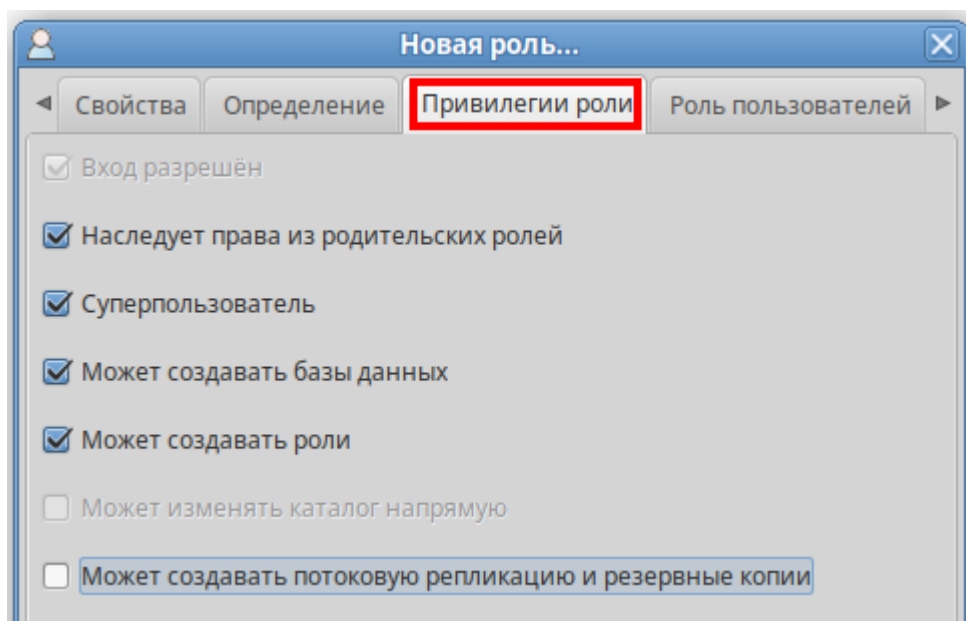 Новая роль...
Свойства Определение Привилегии роли Роль пользователей
Вход разрешён
Наследует права из родительских ролей
Суперпользователь
Может создавать базы данных
Может создавать роли
Может изменять каталог напрямую
Может создавать потоковую репликацию и резервные копии